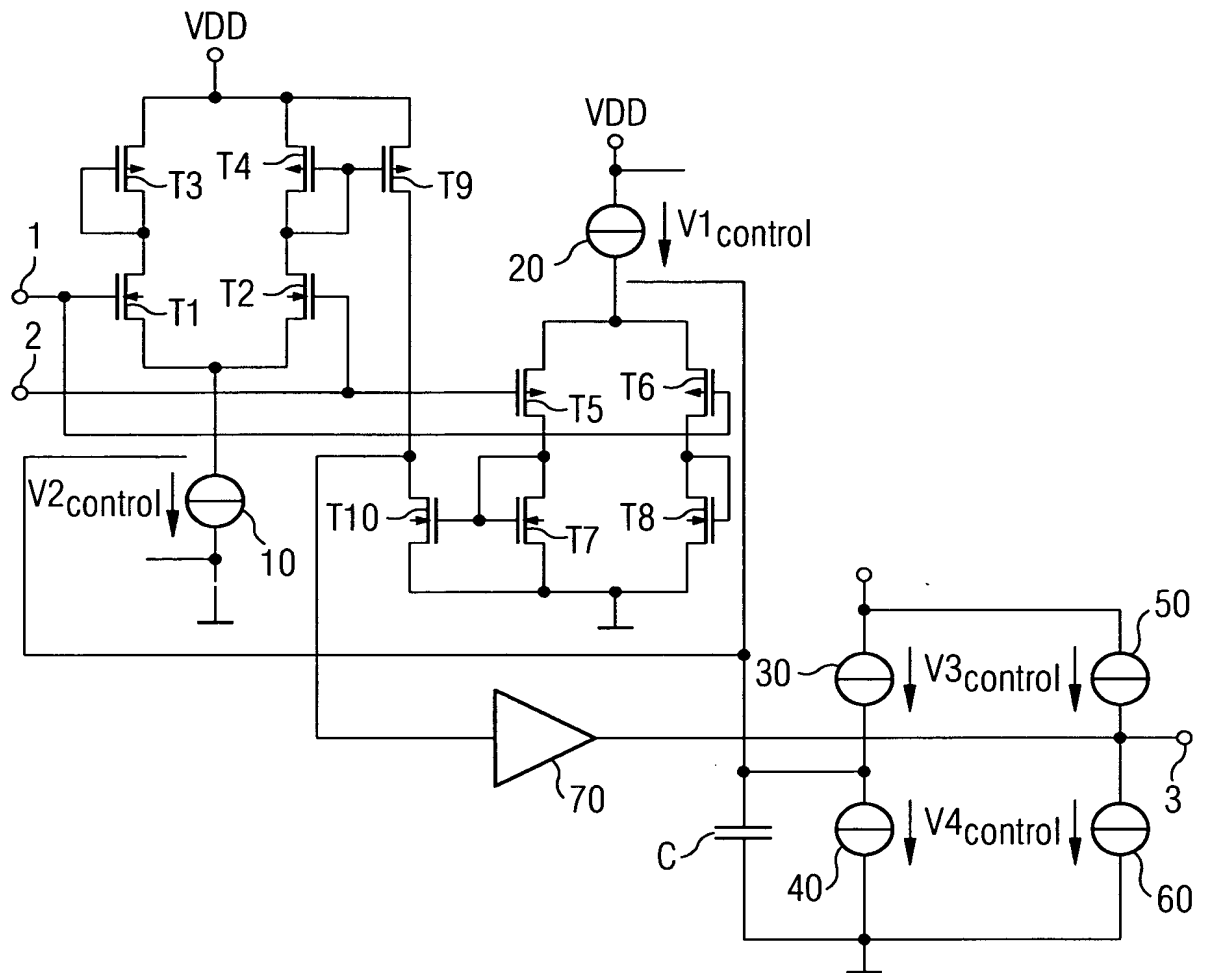 VDD
VDD
T3
T4
T9
V1control
20
1
T1
T2
2
T5
T6
V2control
10
T10
T7
T8
50
30
V3control
70
3
C
40
V4control
60